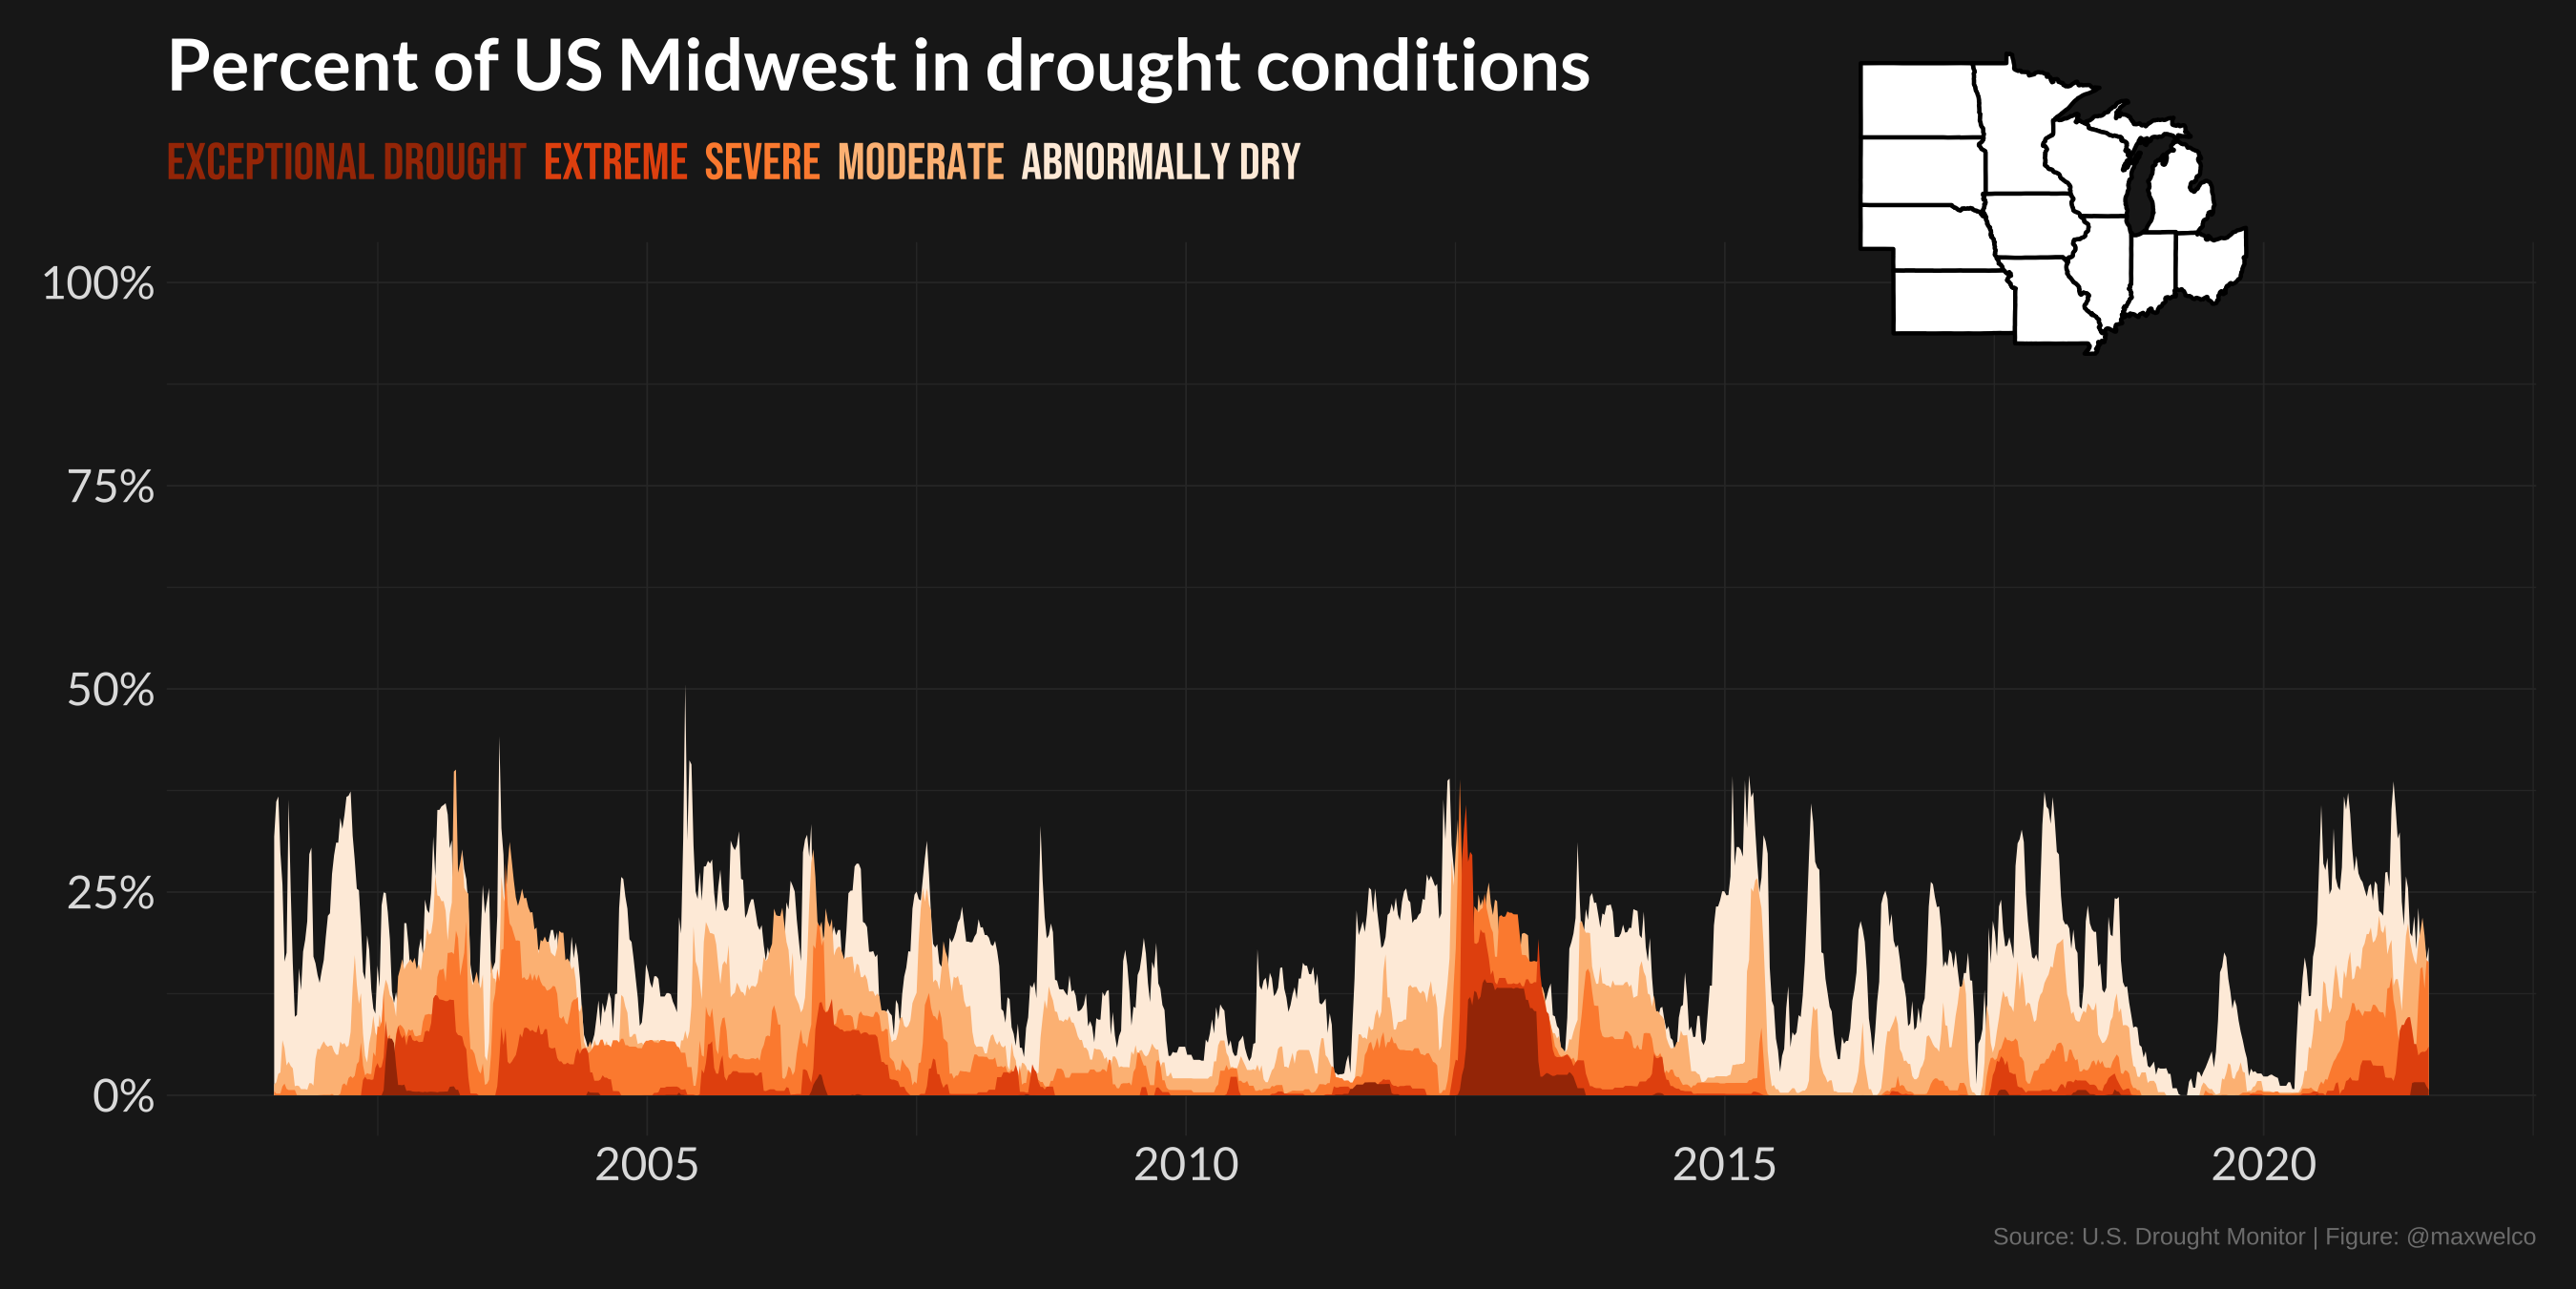 Percent of US Midwest in drought conditions
EXCEPTIONAL DROUGHT EXTREME SEVERE MODERATE ABNORMALLY DRY
100%
75%
50%
25%
0%
2005 2010 2015 2020
Source: U.S. Drought Monitor | Figure: @maxwelco